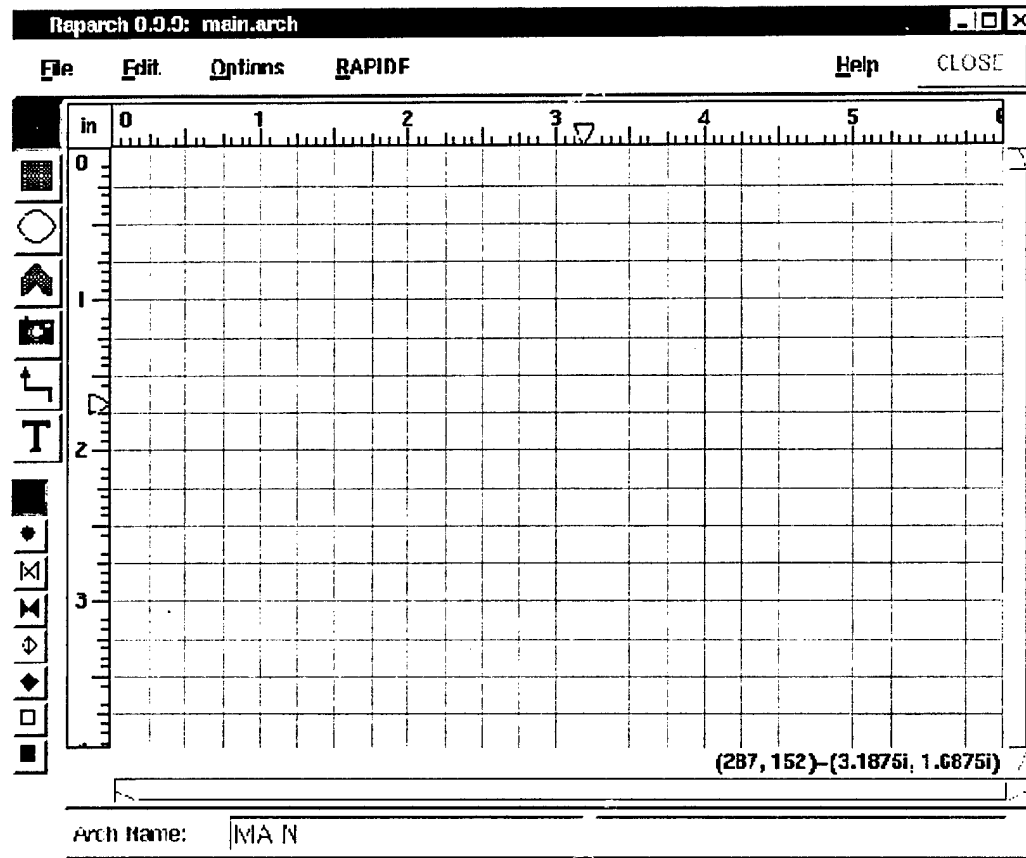 Raparch 0.0.0: main.arch
File Edit Options RAPIDE Help CLOSE
in 0 1 2 3 4 5
0
1
T
2
3
(287, 152)-(3.1875i, 1.6875i)
Arch Name: MAIN